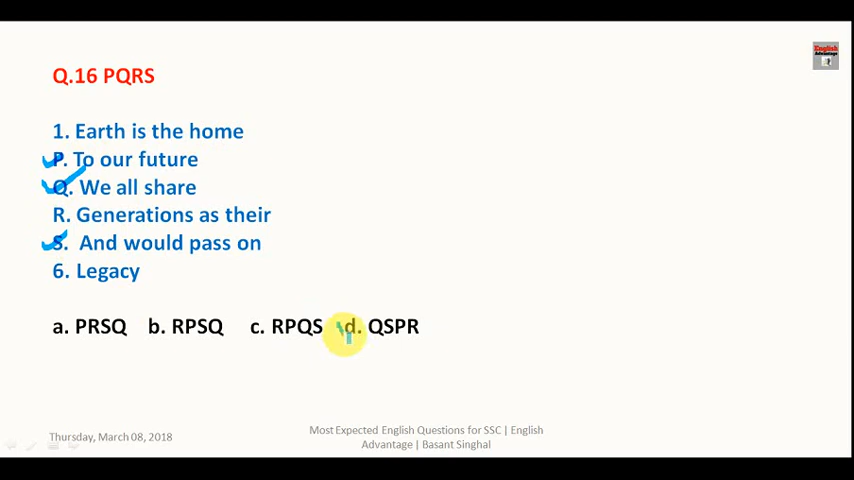 English
Advantage
Q.16 PQRS
1. Earth is the home
P. To our future
Q. We all share
R. Generations as their
S. And would pass on
6. Legacy
a. PRSQ b. RPSQ c. RPQS d. QSPR
Thursday, March 08, 2018
Most Expected English Questions for SSC | English
Advantage | Basant Singhal